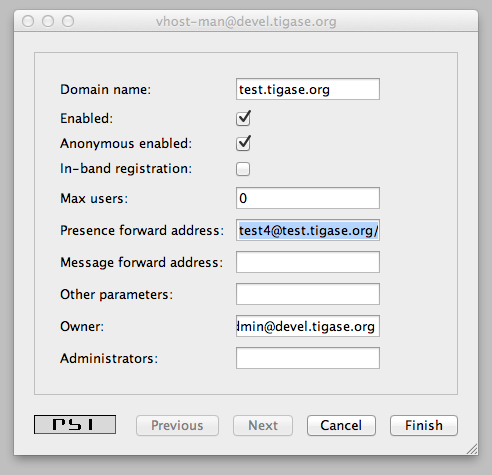 vhost-man@devel.tigase.org
Domain name: test.tigase.org
Enabled:
Anonymous enabled:
In-band registration:
Max users: 0
Presence forward address: test4@test.tigase.org/
Message forward address:
Other parameters:
Owner: dmin@devel.tigase.org
Administrators:
PSI Previous Next Cancel Finish